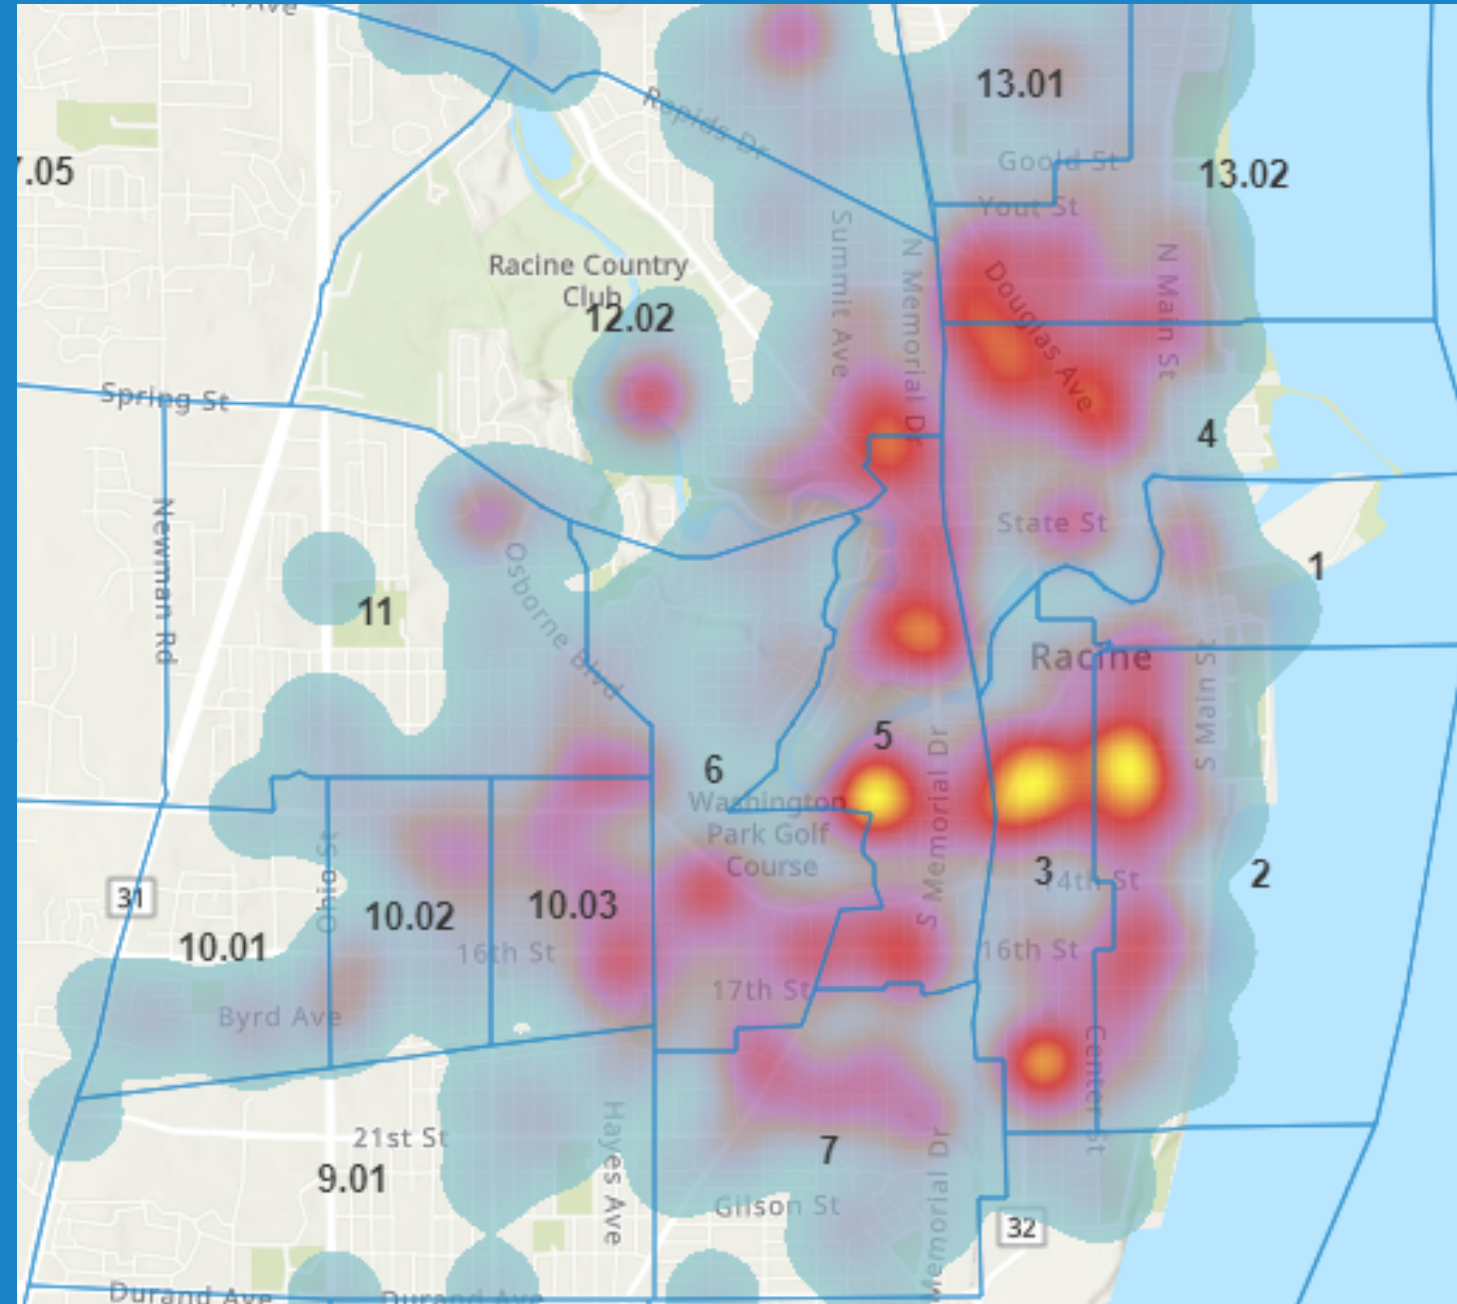 Ave
13.01
Rapids Dr
Goold St
7.05
13.02
Yout St
Summit Ave
N Memorial Dr
N Main St
Racine Country
Club
12.02
Douglas Ave
Spring St
4
Newman Rd
State St
Osborne Blvd
1
11
Racine
S Main St
5
S Memorial Dr
6
Washington
Park Golf
Course
Ohio St
3
14th St
2
31
10.02
10.03
10.01
16th St
16th St
17th St
Byrd Ave
Center St
21st St
Hayes Ave
7
Memorial Dr
9.01
Gilson St
32
Durand Ave
Durand Ave